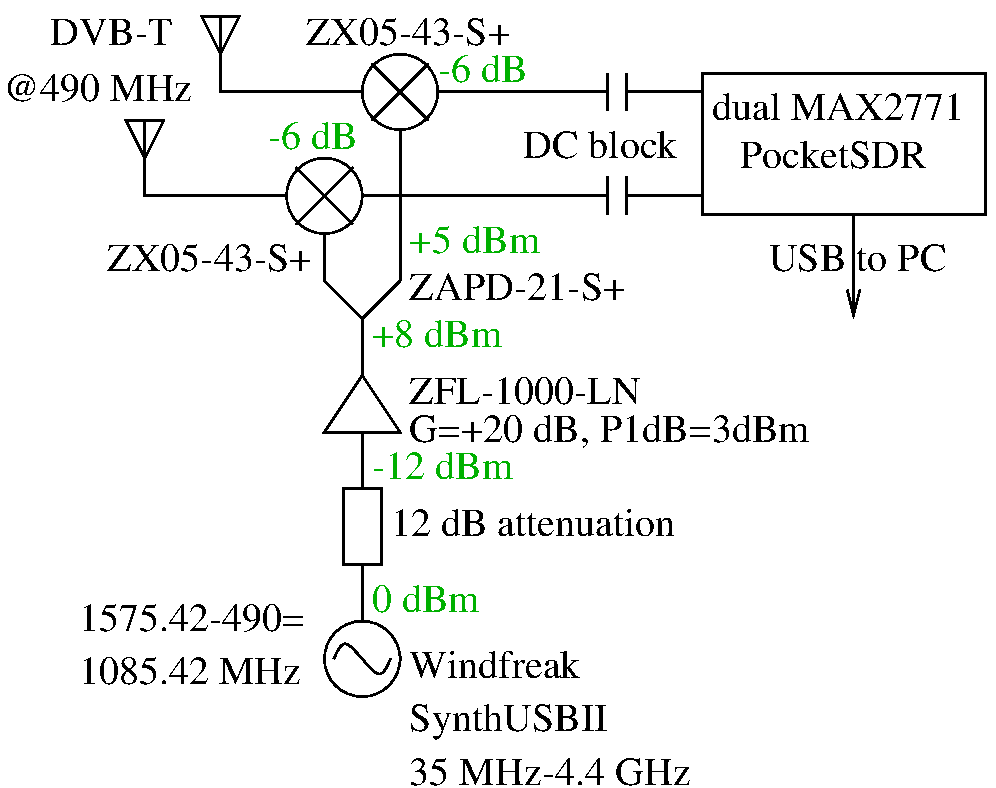 DVB-T
@490 MHz
ZX05-43-S+
-6 dB
-6 dB
dual MAX2771
PocketSDR
DC block
ZX05-43-S+
+5 dBm
ZAPD-21-S+
USB to PC
+8 dBm
ZFL-1000-LN
G=+20 dB, P1dB=3dBm
-12 dBm
12 dB attenuation
0 dBm
1575.42-490=
1085.42 MHz
Windfreak
SynthUSBII
35 MHz-4.4 GHz